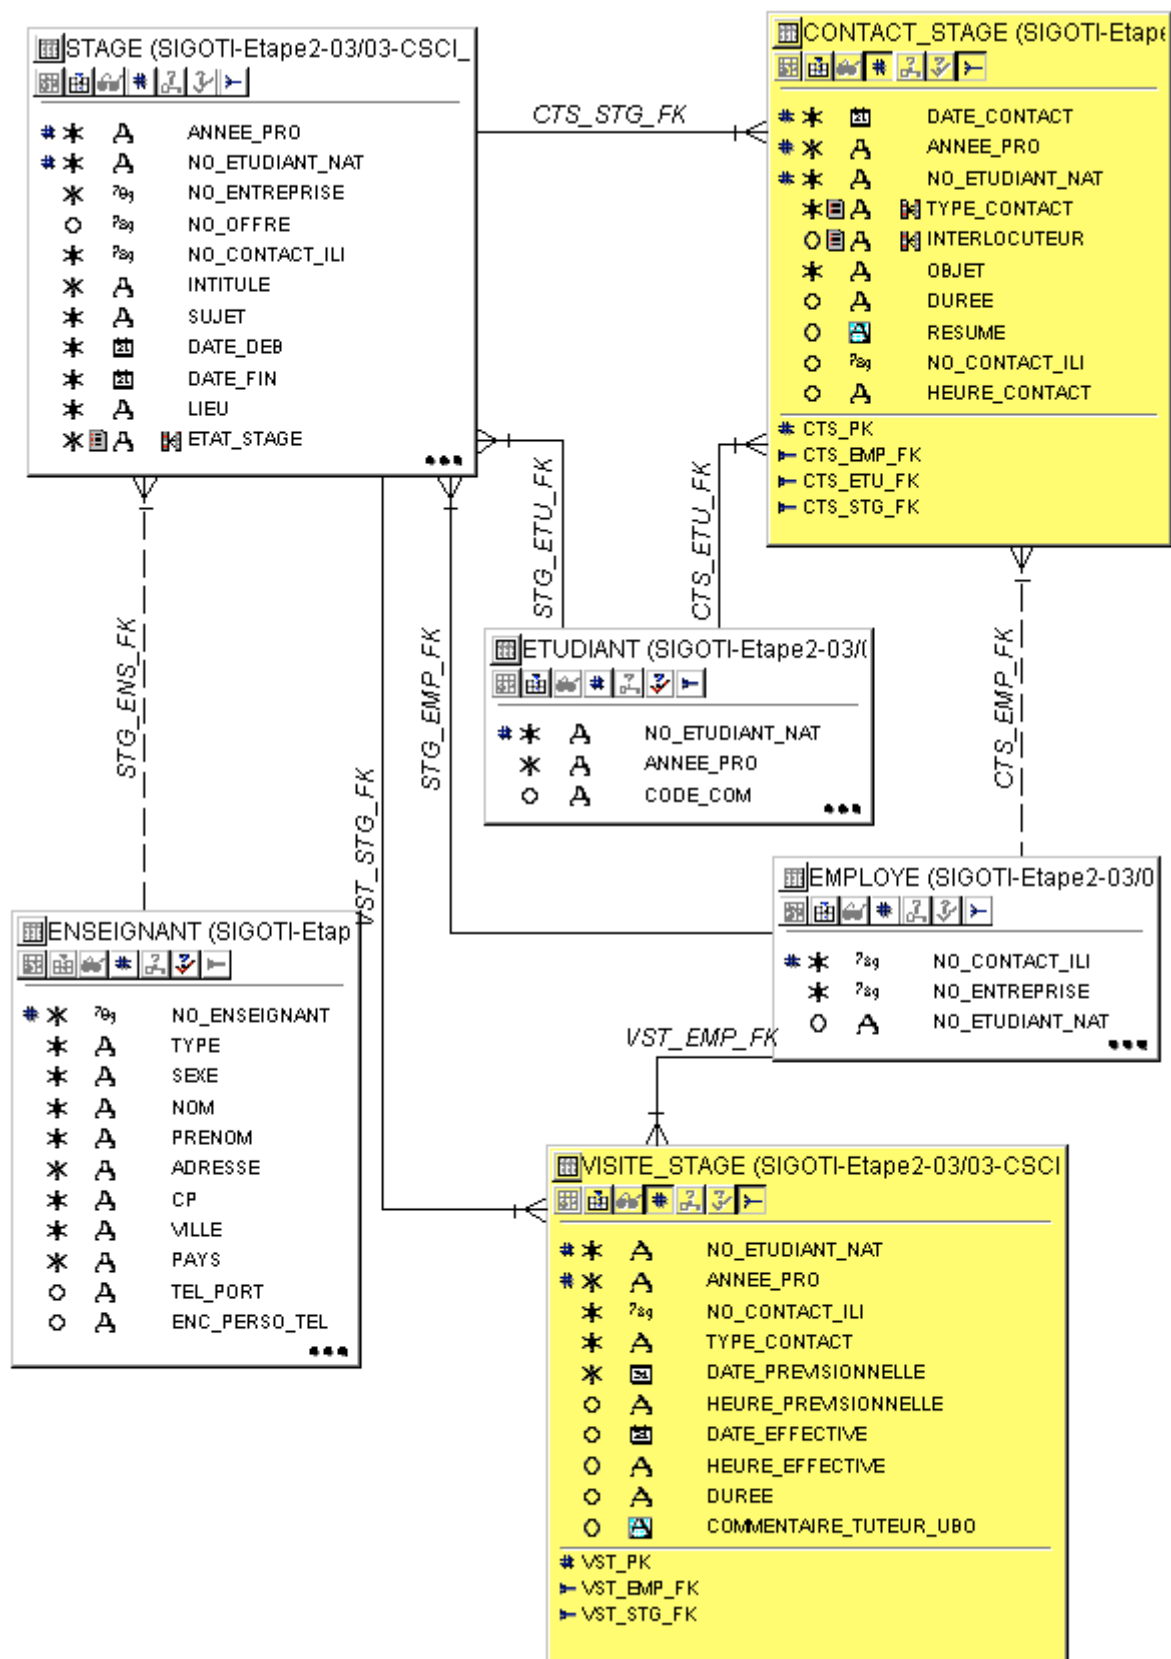 STAGE (SIGOTI-Etape2-03/03-CSCI_
ANNEE_PRO
NO_ETUDIANT_NAT
NO_ENTREPRISE
NO_OFFRE
NO_CONTACT_ILI
INTITULE
SUJET
DATE_DEB
DATE_FIN
LIEU
ETAT_STAGE
CTS_STG_FK
CONTACT_STAGE (SIGOTI-Etape
DATE_CONTACT
ANNEE_PRO
NO_ETUDIANT_NAT
TYPE_CONTACT
INTERLOCUTEUR
OBJET
DUREE
RESUME
NO_CONTACT_ILI
HEURE_CONTACT
CTS_PK
CTS_EMP_FK
CTS_ETU_FK
CTS_STG_FK
STG_ENS_FK
VST_STG_FK
STG_EMP_FK
STG_ETU_FK
CTS_ETU_FK
CTS_EMP_FK
ETUDIANT (SIGOTI-Etape2-03/(
NO_ETUDIANT_NAT
ANNEE_PRO
CODE_COM
EMPLOYE (SIGOTI-Etape2-03/0
NO_CONTACT_ILI
NO_ENTREPRISE
NO_ETUDIANT_NAT
ENSEIGNANT (SIGOTI-Etap
NO_ENSEIGNANT
TYPE
SEXE
NOM
PRENOM
ADRESSE
CP
VILLE
PAYS
TEL_PORT
ENC_PERSO_TEL
VST_EMP_FK
VISITE_STAGE (SIGOTI-Etape2-03/03-CSCI
NO_ETUDIANT_NAT
ANNEE_PRO
NO_CONTACT_ILI
TYPE_CONTACT
DATE_PREVISIONNELLE
HEURE_PREVISIONNELLE
DATE_EFFECTIVE
HEURE_EFFECTIVE
DUREE
COMMENTAIRE_TUTEUR_UBO
VST_PK
VST_EMP_FK
VST_STG_FK